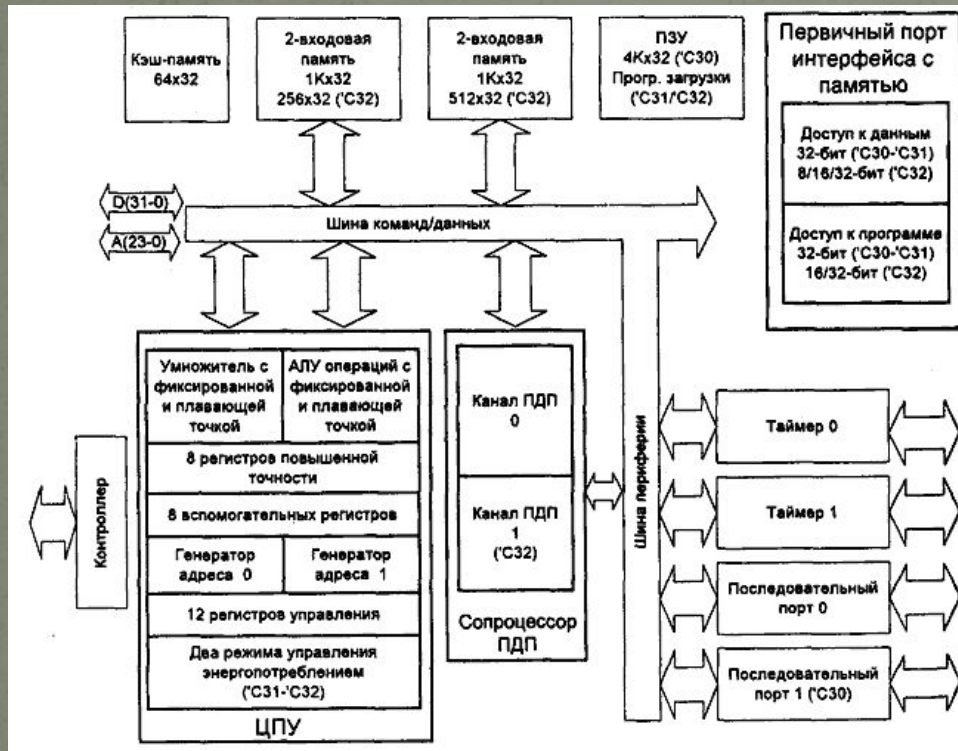 Кэш-память
64x32
2-входовая
память
1Kx32
256x32 ('C32)
2-входовая
память
1Kx32
512x32 ('C32)
ПЗУ
4Kx32 ('C30)
Прогр. загрузки
('C31/'C32)
Первичный порт
интерфейса с
памятью
Доступ к данным
32-бит ('C30-'C31)
8/16/32-бит ('C32)
Доступ к программе
32-бит ('C30-'C31)
16/32-бит ('C32)
D(31-0)
A(23-0)
Шина команд/данных
Контроллер
Умножитель с
фиксированной
и плавающей
точкой
АЛУ операций с
фиксированной
и плавающей
точкой
8 регистров повышенной
точности
8 вспомогательных регистров
Генератор
адреса 0
Генератор
адреса 1
12 регистров управления
Два режима управления
энергопотреблением
('C31-'C32)
ЦПУ
Канал ПДП
0
Канал ПДП
1
('C32)
Сопроцессор
ПДП
Шина периферии
Таймер 0
Таймер 1
Последовательный
порт 0
Последовательный
порт 1 ('C30)